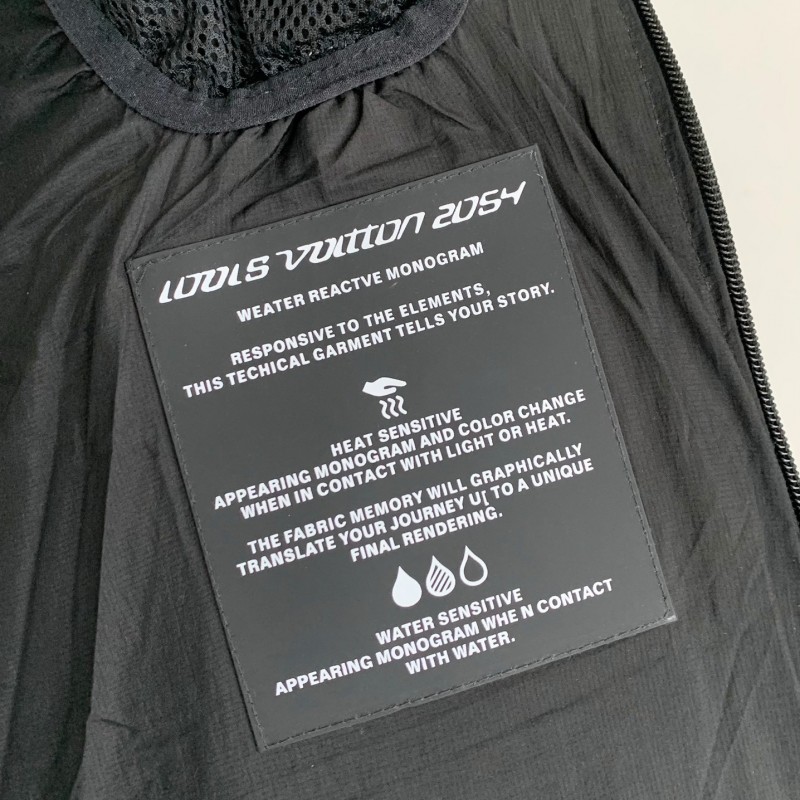 LOUIS VUITTON 2054
WEATER REACTVE MONOGRAM
RESPONSIVE TO THE ELEMENTS,
THIS TECHICAL GARMENT TELLS YOUR STORY.
HEAT SENSITIVE
APPEARING MONOGRAM AND COLOR CHANGE
WHEN IN CONTACT WITH LIGHT OR HEAT.
THE FABRIC MEMORY WILL GRAPHICALLY
TRANSLATE YOUR JOURNEY U[ TO A UNIQUE
FINAL RENDERING.
WATER SENSITIVE
APPEARING MONOGRAM WHE N CONTACT
WITH WATER.